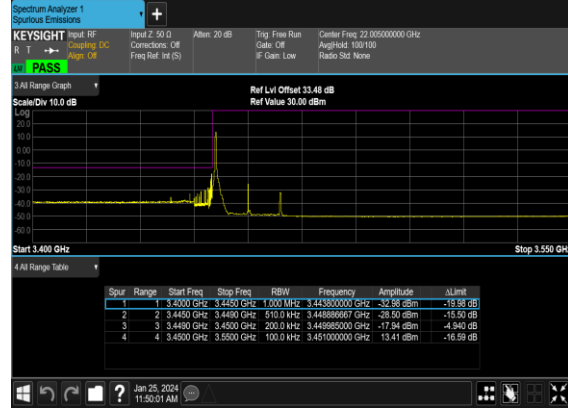 Spectrum Analyzer 1
Spurious Emissions
+
KEYSIGHT
R T
PASS
Input: RF
Coupling: DC
Align: Off
Input Z: 50 Ω
Corrections: Off
Freq Ref: Int (S)
Atten: 20 dB
Trig: Free Run
Gate: Off
IF Gain: Low
Center Freq: 22.005000000 GHz
Avg|Hold: 100/100
Radio Std: None
3 All Range Graph
Scale/Div 10.0 dB
Ref Lvl Offset 33.48 dB
Ref Value 30.00 dBm
Log
20.0
10.0
0.00
-10.0
-20.0
-30.0
-40.0
-50.0
-60.0
Start 3.400 GHz
Stop 3.550 GH
4 All Range Table
Spur Range Start Freq Stop Freq RBW Frequency Amplitude ΔLimit
1 1 3.4000 GHz 3.4450 GHz 1.000 MHz 3.443800000 GHz -32.98 dBm -19.98 dB
2 2 3.4450 GHz 3.4490 GHz 510.0 kHz 3.448886667 GHz -28.50 dBm -15.50 dB
3 3 3.4490 GHz 3.4500 GHz 200.0 kHz 3.449985000 GHz -17.94 dBm -4.940 dB
4 4 3.4500 GHz 3.5500 GHz 100.0 kHz 3.451000000 GHz 13.41 dBm -16.59 dB
?
Jan 25, 2024
11:50:01 AM